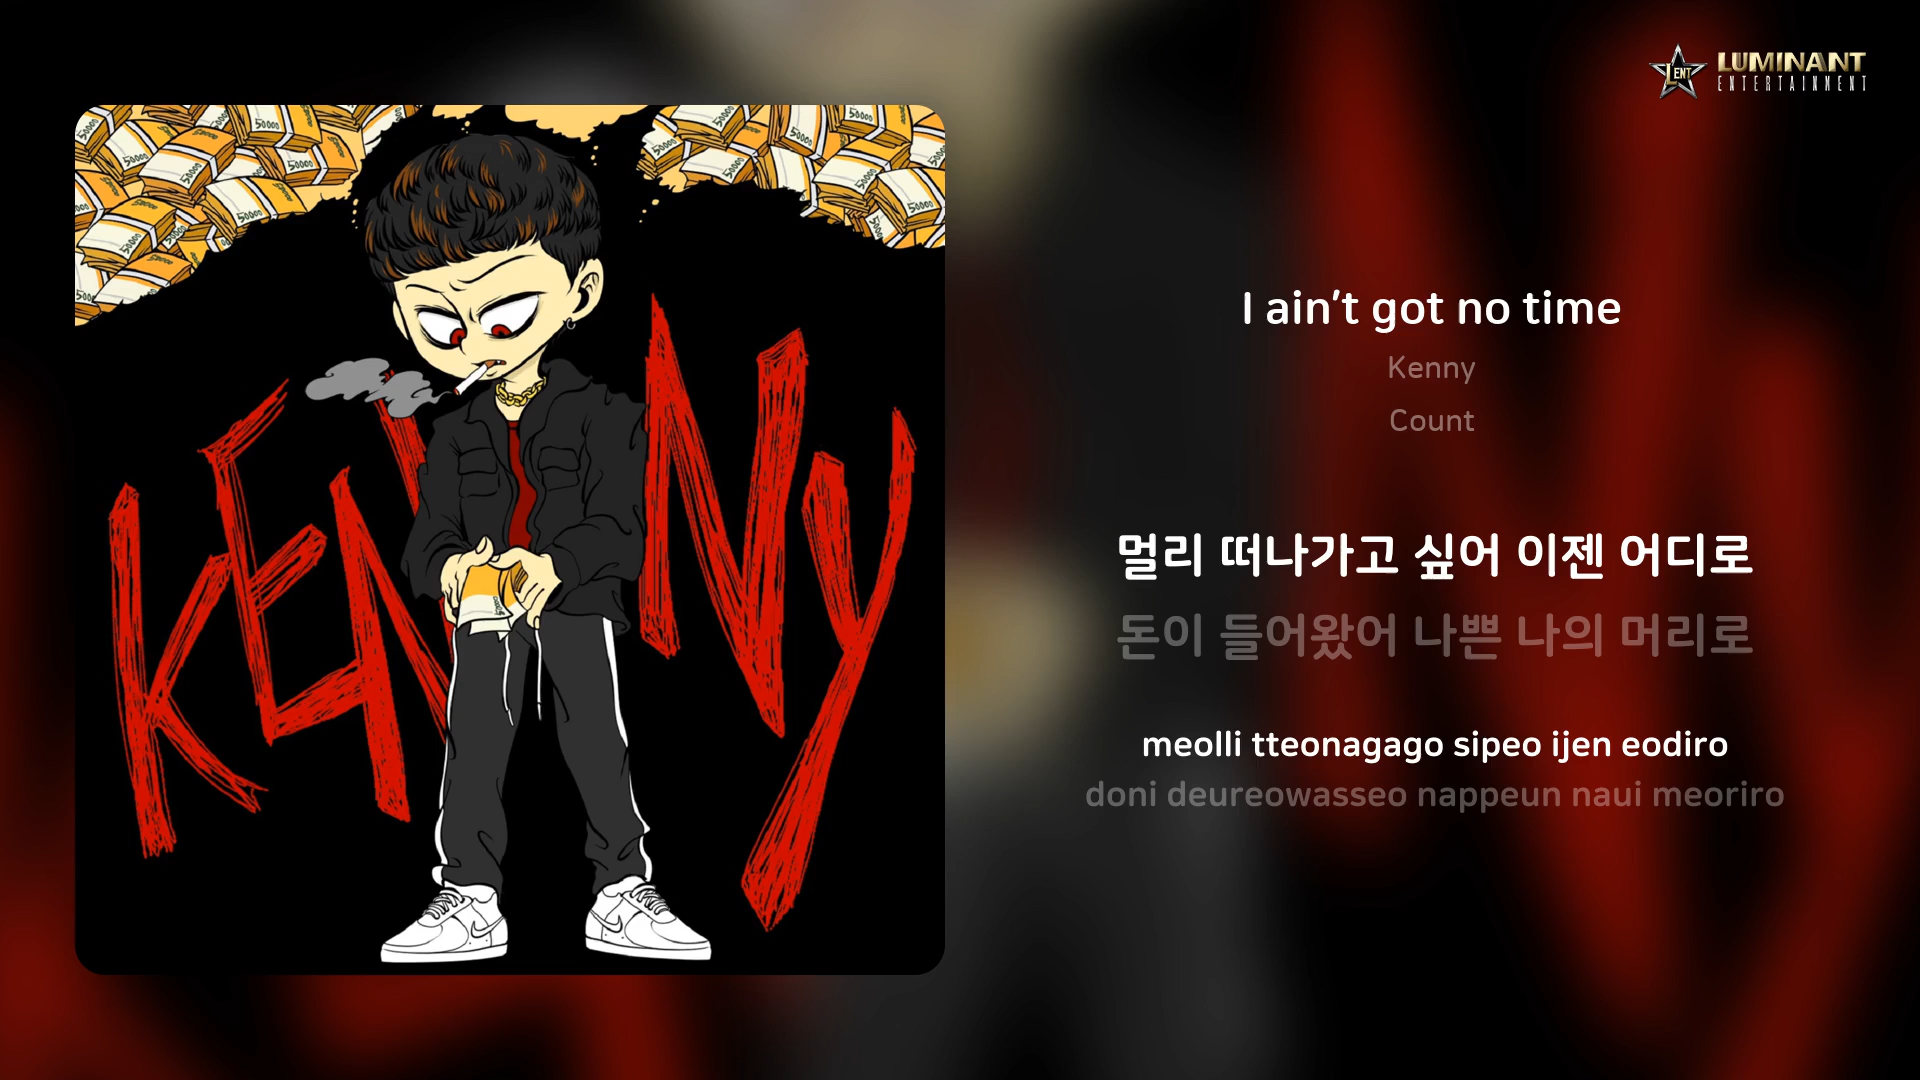 LENT
LUMINANT
ENTERTAINMENT
50000
KENNY
I ain't got no time
Kenny
Count
멀리 떠나가고 싶어 이젠 어디로
돈이 들어왔어 나쁜 나의 머리로
meolli tteonagago sipeo ijen eodiro
doni deureowasseo nappeun naui meoriro